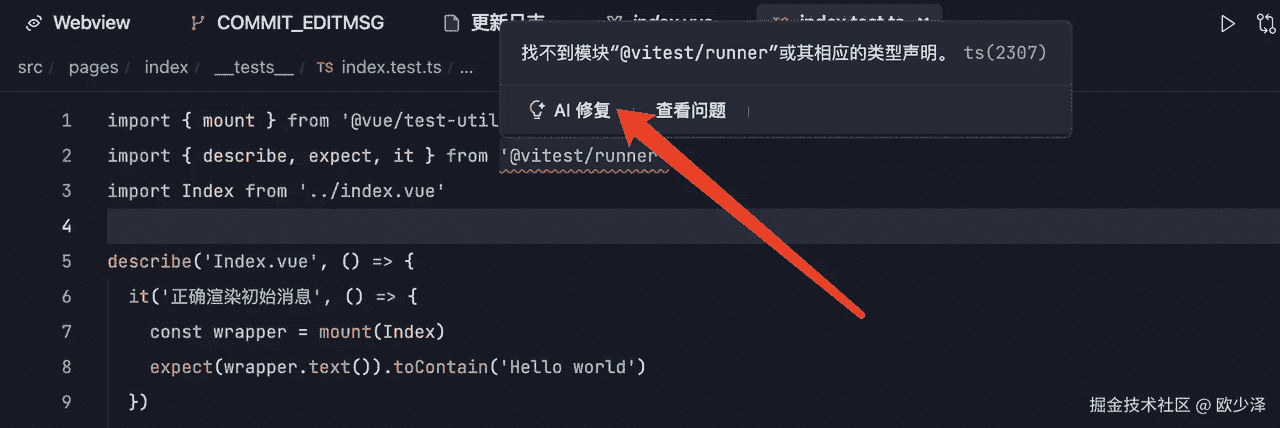 Webview COMMIT_EDITMSG 更新日志 index.vue index.test.ts
src / pages / index / __tests__ / TS index.test.ts / ...
找不到模块“@vitest/runner”或其相应的类型声明。 ts(2307)
AI 修复 查看问题
1 import { mount } from '@vue/test-util
2 import { describe, expect, it } from '@vitest/runner'
3 import Index from '../index.vue'
4
5 describe('Index.vue', () => {
6 it('正确渲染初始消息', () => {
7 const wrapper = mount(Index)
8 expect(wrapper.text()).toContain('Hello world')
9 })
掘金技术社区 @ 欧少泽